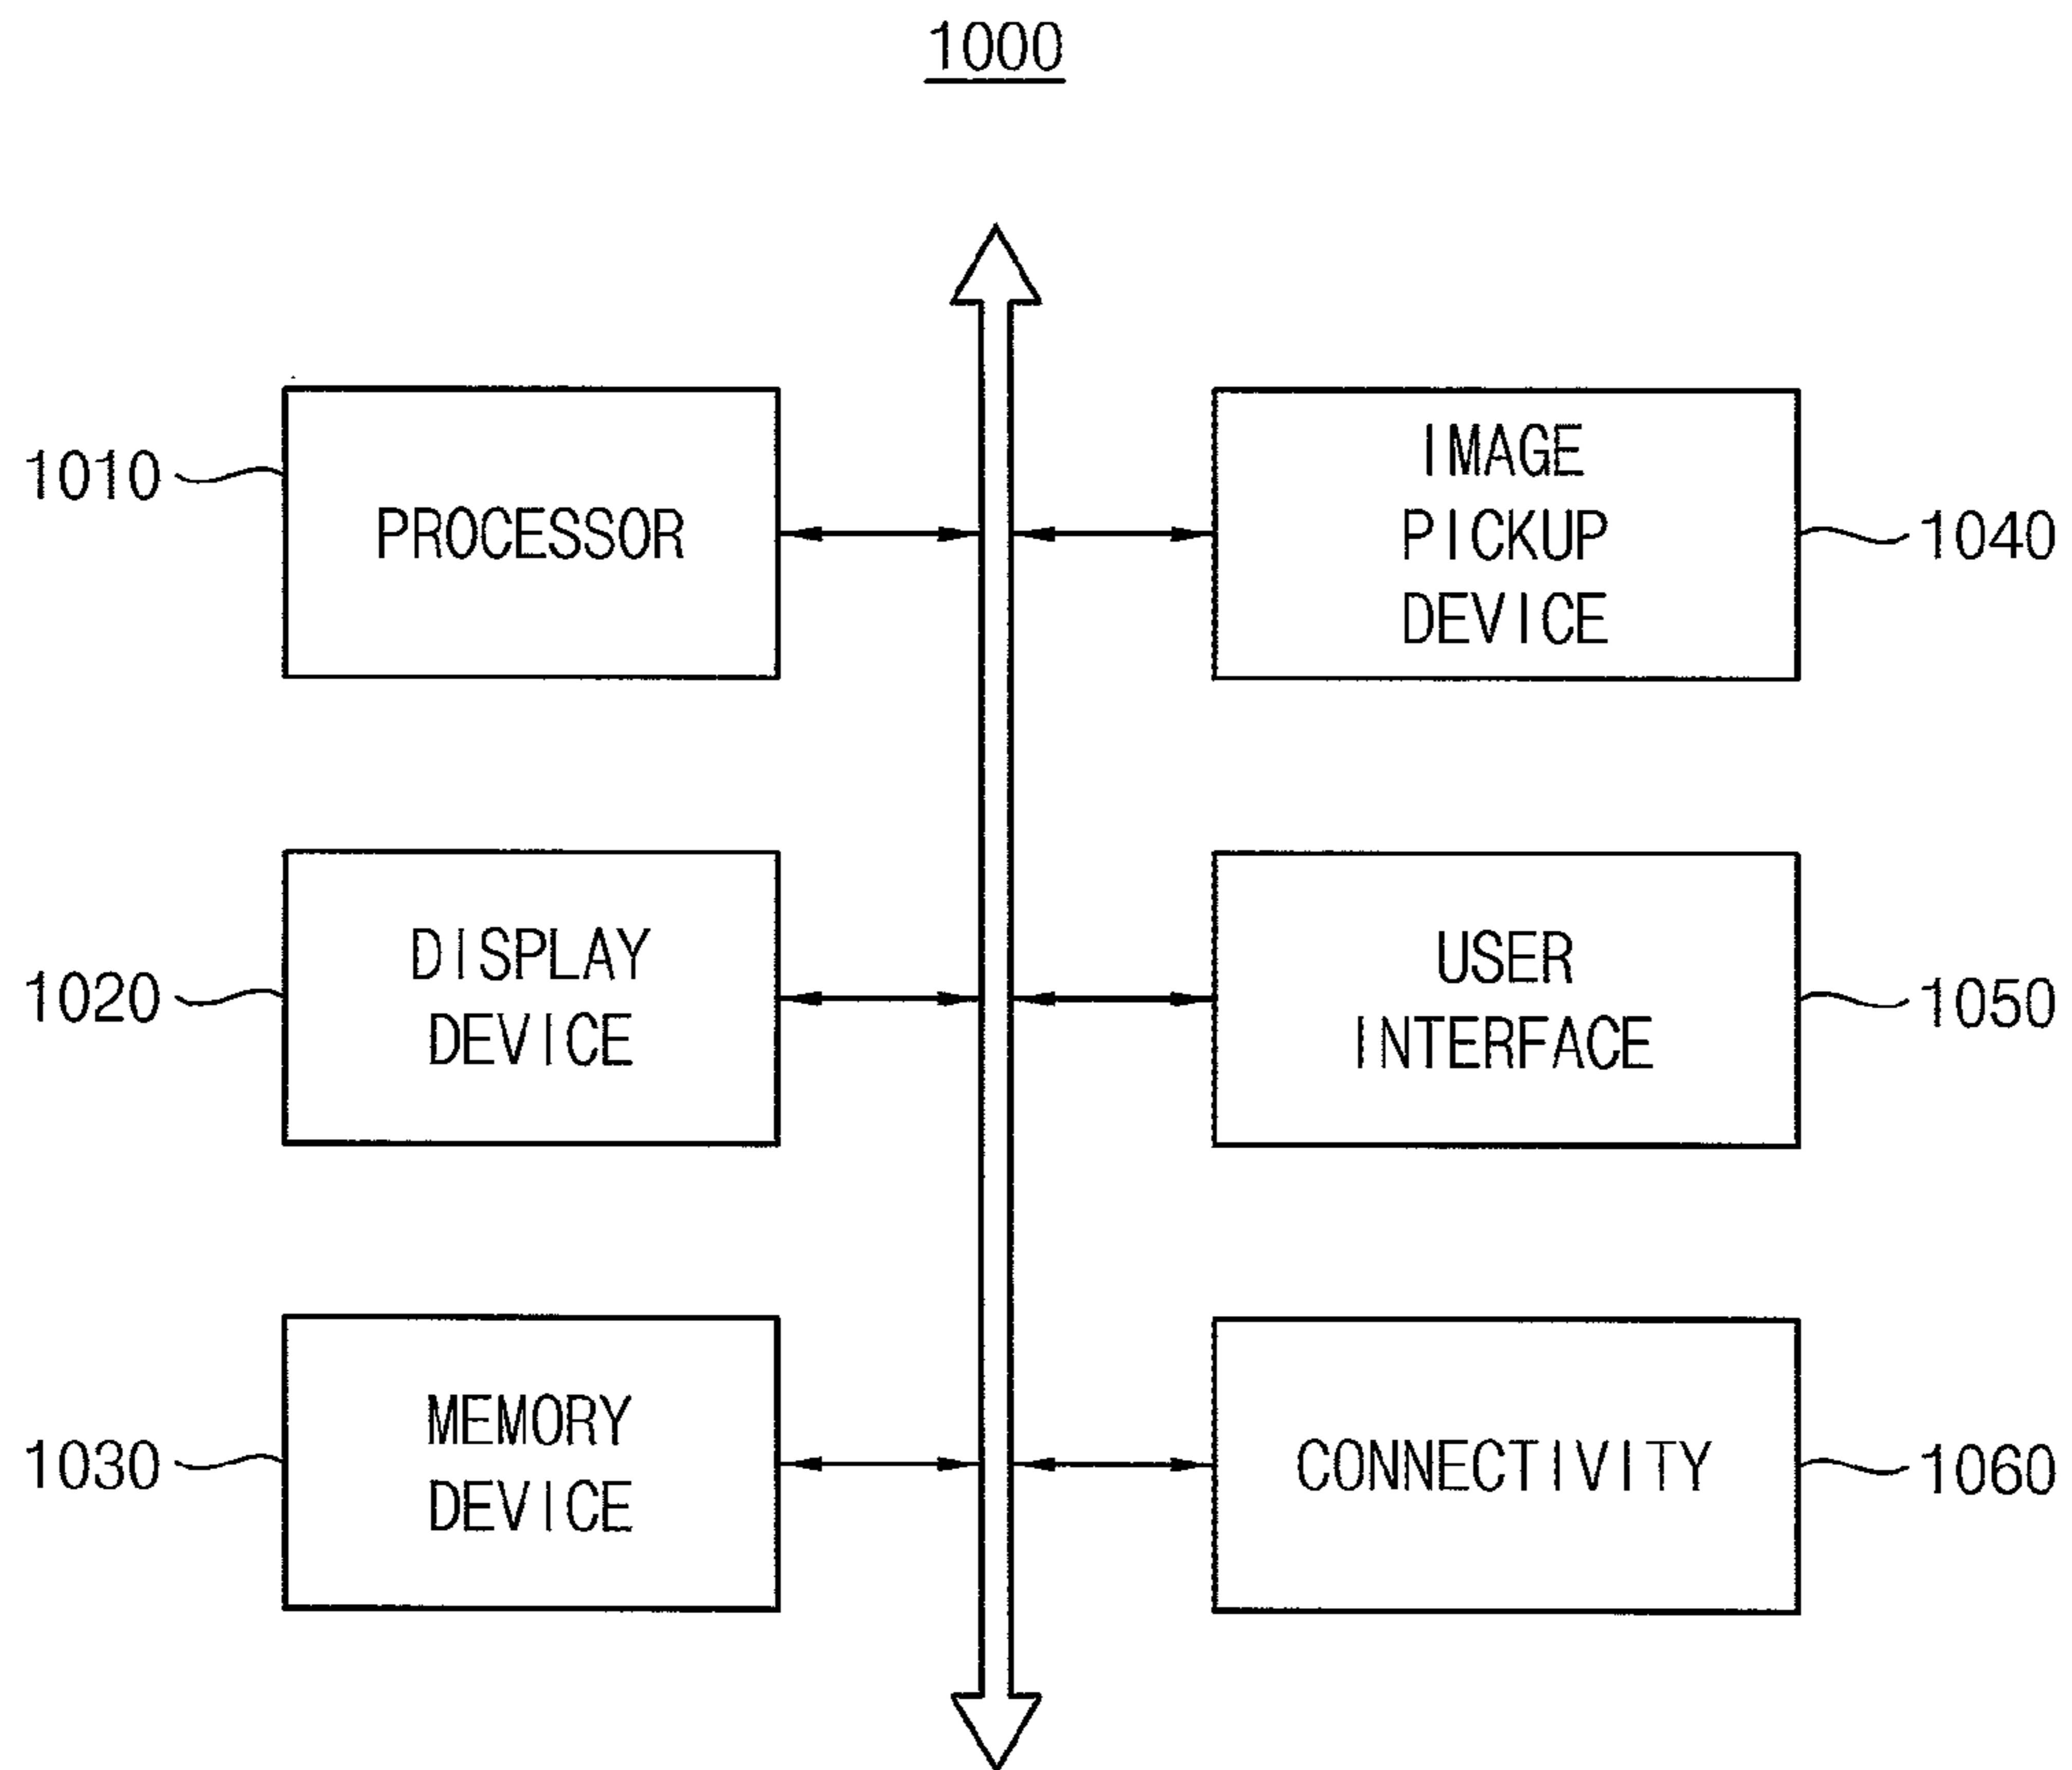 1000
1010
PROCESSOR
IMAGE
PICKUP
DEVICE
1040
1020
DISPLAY
DEVICE
USER
INTERFACE
1050
1030
MEMORY
DEVICE
CONNECTIVITY
1060